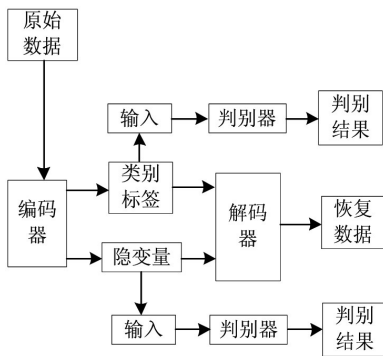 原始
数据
输入
判别器
判别
结果
类别
标签
编码
器
解码
器
恢复
数据
隐变量
输入
判别器
判别
结果